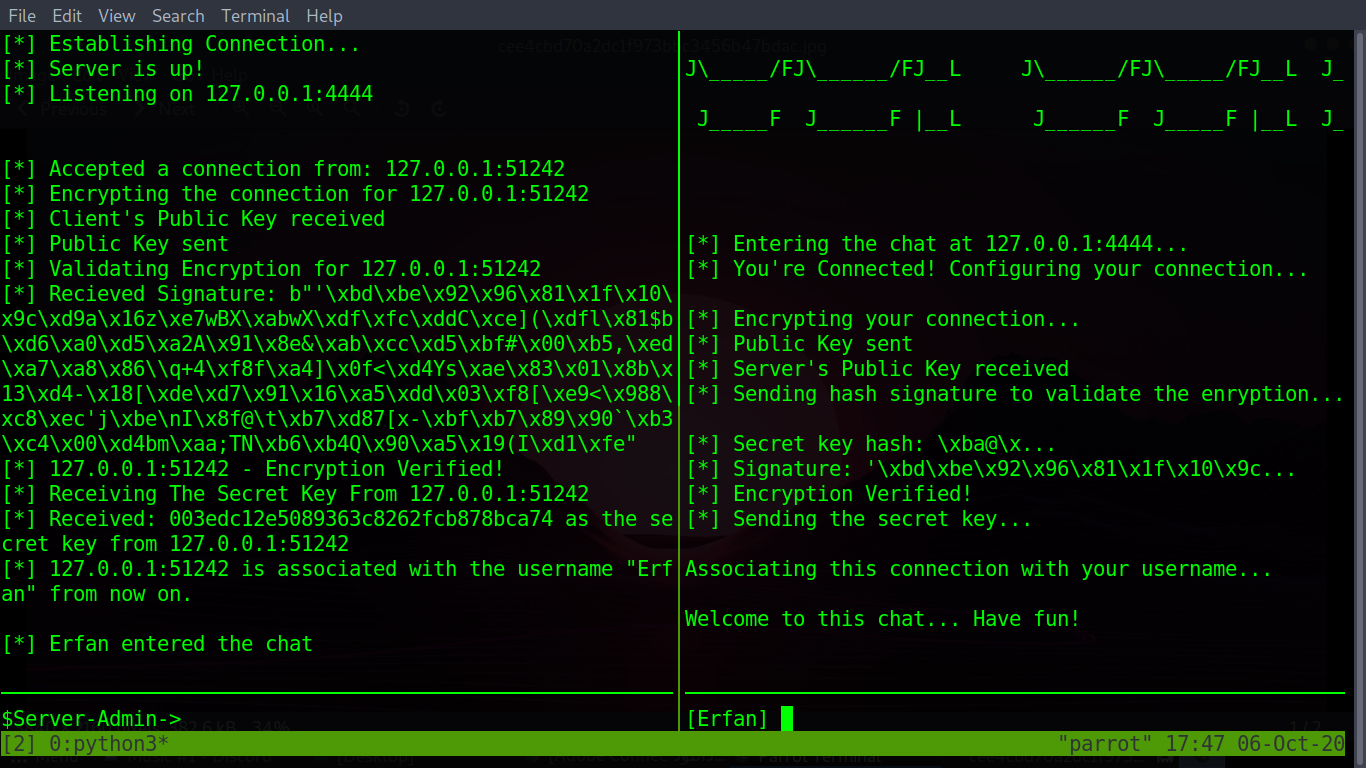 File Edit View Search Terminal Help
[*] Establishing Connection...
[*] Server is up!
[*] Listening on 127.0.0.1:4444
[*] Accepted a connection from: 127.0.0.1:51242
[*] Encrypting the connection for 127.0.0.1:51242
[*] Client's Public Key received
[*] Public Key sent
[*] Validating Encryption for 127.0.0.1:51242
[*] Recieved Signature: b"'\xbd\xbe\x92\x96\x81\x1f\x10\
x9c\xd9a\x16z\xe7wBX\xabwX\xdf\xfc\xddC\xce](\xdfl\x81$b
\xd6\xa0\xd5\xa2A\x91\x8e&\xab\xcc\xd5\xbf#\x00\xb5,\xed
\xa7\xa8\x86\\q+4\xf8f\xa4]\x0f<\xd4Ys\xae\x83\x01\x8b\x
13\xd4-\x18[\xde\xd7\x91\x16\xa5\xdd\x03\xf8[\xe9<\x988\
xc8\xec'j\xbe\nI\x8f@\t\xb7\xd87[x-\xbf\xb7\x89\x90`\xb3
\xc4\x00\xd4bm\xaa;TN\xb6\xb4Q\x90\xa5\x19(I\xd1\xfe"
[*] 127.0.0.1:51242 - Encryption Verified!
[*] Receiving The Secret Key From 127.0.0.1:51242
[*] Received: 003edc12e5089363c8262fcb878bca74 as the se
cret key from 127.0.0.1:51242
[*] 127.0.0.1:51242 is associated with the username "Erf
an" from now on.
[*] Erfan entered the chat
$Server-Admin->
J\_____/FJ\______/FJ__L     J\______/FJ\_____/FJ__L  J_
J_____F  J______F |__L      J______F  J_____F |__L  J_
[*] Entering the chat at 127.0.0.1:4444...
[*] You're Connected! Configuring your connection...
[*] Encrypting your connection...
[*] Public Key sent
[*] Server's Public Key received
[*] Sending hash signature to validate the enryption...
[*] Secret key hash: \xba@\x...
[*] Signature: '\xbd\xbe\x92\x96\x81\x1f\x10\x9c...
[*] Encryption Verified!
[*] Sending the secret key...
Associating this connection with your username...
Welcome to this chat... Have fun!
[Erfan]
[2] 0:python3* "parrot" 17:47 06-Oct-20